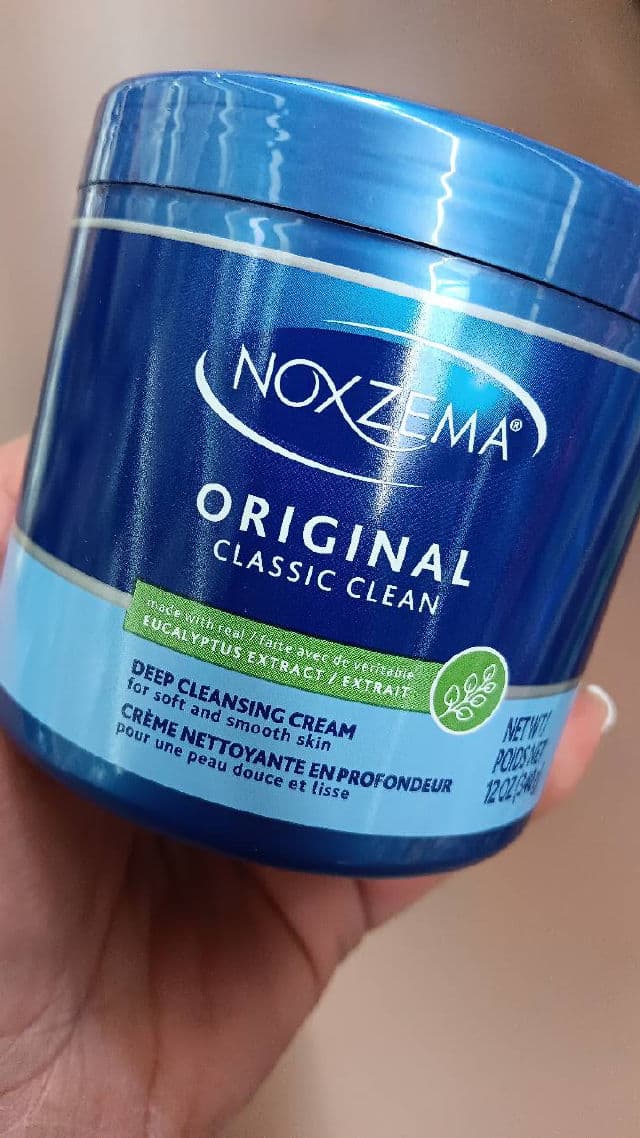 NOXZEMA®
ORIGINAL
CLASSIC CLEAN
made with real / faite avec de véritable
EUCALYPTUS EXTRACT / EXTRAIT
DEEP CLEANSING CREAM
for soft and smooth skin
CRÈME NETTOYANTE EN PROFONDEUR
pour une peau douce et lisse
NET WT/
POIDS NET
12 OZ (340g)